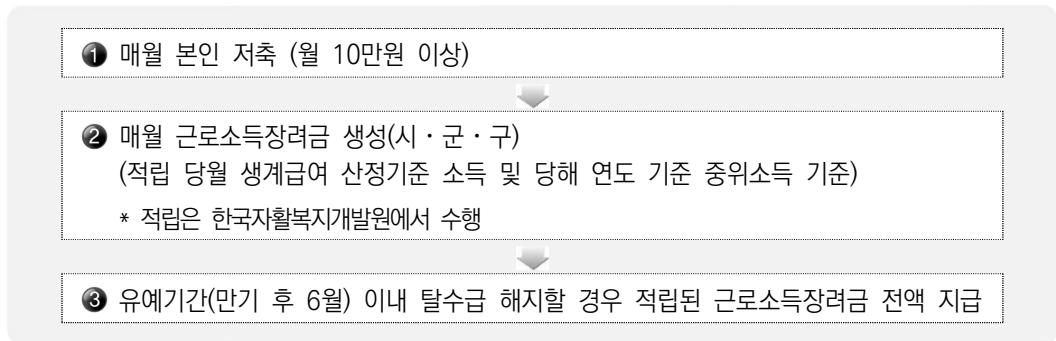 ❶ 매월 본인 저축 (월 10만원 이상)
❷ 매월 근로소득장려금 생성(시・군・구)
(적립 당월 생계급여 산정기준 소득 및 당해 연도 기준 중위소득 기준)
* 적립은 한국자활복지개발원에서 수행
❸ 유예기간(만기 후 6월) 이내 탈수급 해지할 경우 적립된 근로소득장려금 전액 지급